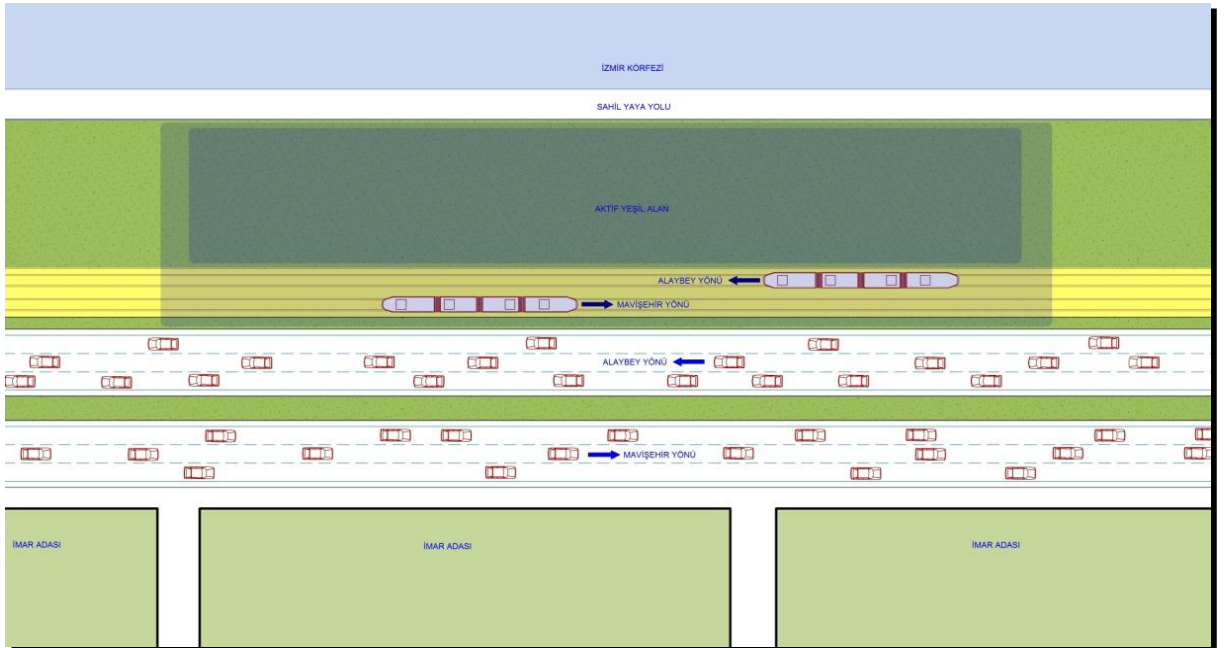 İZMİR KÖRFEZİ
SAHİL YAYA YOLU
AKTİF YEŞİL ALAN
ALAYBEY YÖNÜ
MAVİŞEHİR YÖNÜ
ALAYBEY YÖNÜ
MAVİŞEHİR YÖNÜ
İMAR ADASI
İMAR ADASI
İMAR ADASI